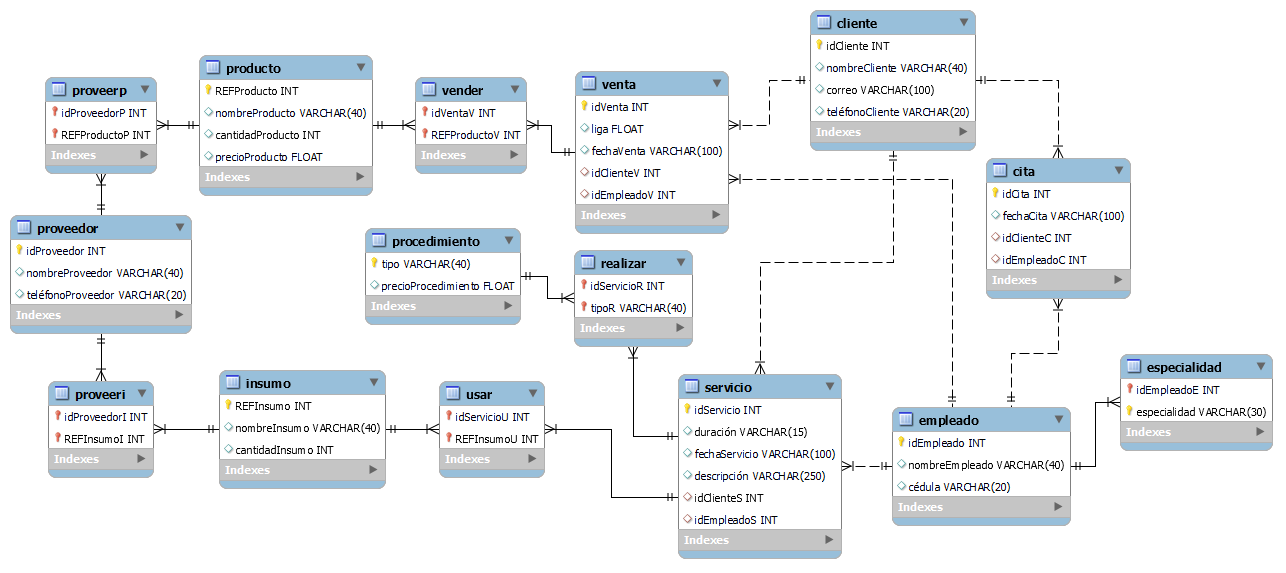 cliente
idCliente INT
nombreCliente VARCHAR(40)
correo VARCHAR(100)
teléfonoCliente VARCHAR(20)
Indexes
producto
REFProducto INT
nombreProducto VARCHAR(40)
cantidadProducto INT
precioProducto FLOAT
Indexes
proveerp
idProveedorP INT
REFProductoP INT
Indexes
vender
idVentaV INT
REFProductoV INT
Indexes
venta
idVenta INT
liga FLOAT
fechaVenta VARCHAR(100)
idClienteV INT
idEmpleadoV INT
Indexes
cita
idCita INT
fechaCita VARCHAR(100)
idClienteC INT
idEmpleadoC INT
Indexes
proveedor
idProveedor INT
nombreProveedor VARCHAR(40)
teléfonoProveedor VARCHAR(20)
Indexes
procedimiento
tipo VARCHAR(40)
precioProcedimiento FLOAT
Indexes
realizar
idServicioR INT
tipoR VARCHAR(40)
Indexes
proveeri
idProveedorI INT
REFInsumoI INT
Indexes
insumo
REFInsumo INT
nombreInsumo VARCHAR(40)
cantidadInsumo INT
Indexes
usar
idServicioU INT
REFInsumoU INT
Indexes
servicio
idServicio INT
duración VARCHAR(15)
fechaServicio VARCHAR(100)
descripción VARCHAR(250)
idClienteS INT
idEmpleadoS INT
Indexes
empleado
idEmpleado INT
nombreEmpleado VARCHAR(40)
cédula VARCHAR(20)
Indexes
especialidad
idEmpleadoE INT
especialidad VARCHAR(30)
Indexes